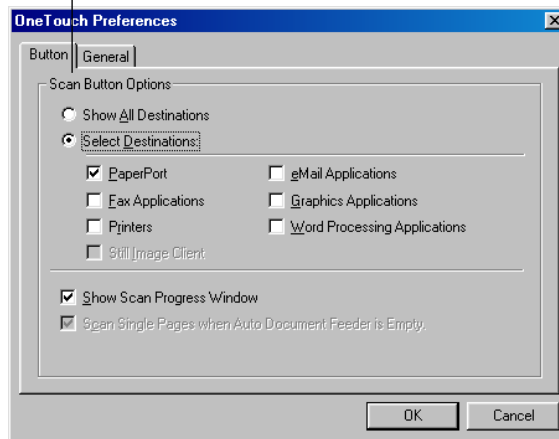 OneTouch Preferences
Button General
Scan Button Options
Show All Destinations
Select Destinations:
PaperPort eMail Applications
Fax Applications Graphics Applications
Printers Word Processing Applications
Still Image Client
Show Scan Progress Window
Scan Single Pages when Auto Document Feeder is Empty.
OK Cancel